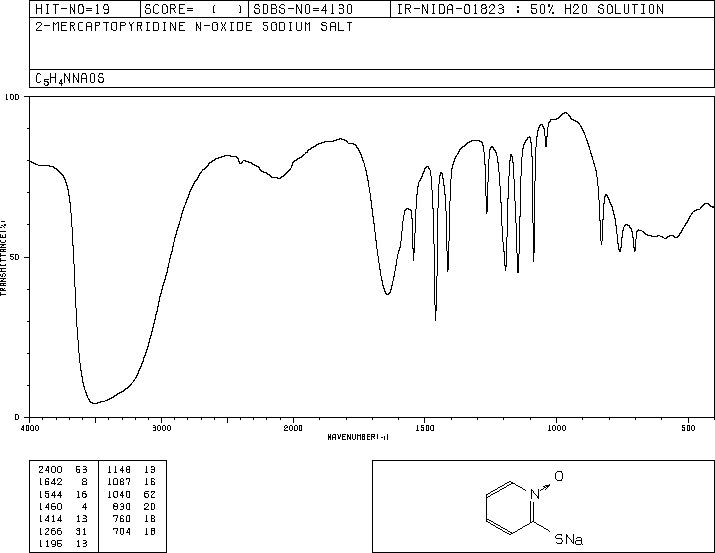 HIT-NO=19 SCORE= ( ) SDBS-NO=4130 IR-NIDA-01823 : 50% H2O SOLUTION
2-MERCAPTOPYRIDINE N-OXIDE SODIUM SALT
C5H4NNAOS
100
50
0
TRANSMITTANCE(%)
4000 3000 2000 1500 1000 500
WAVENUMBER(-1)
2400 63 1148 13
1642 8 1087 16
1544 16 1040 62
1460 4 830 20
1414 13 760 18
1266 31 704 18
1195 13
O
N
SNa